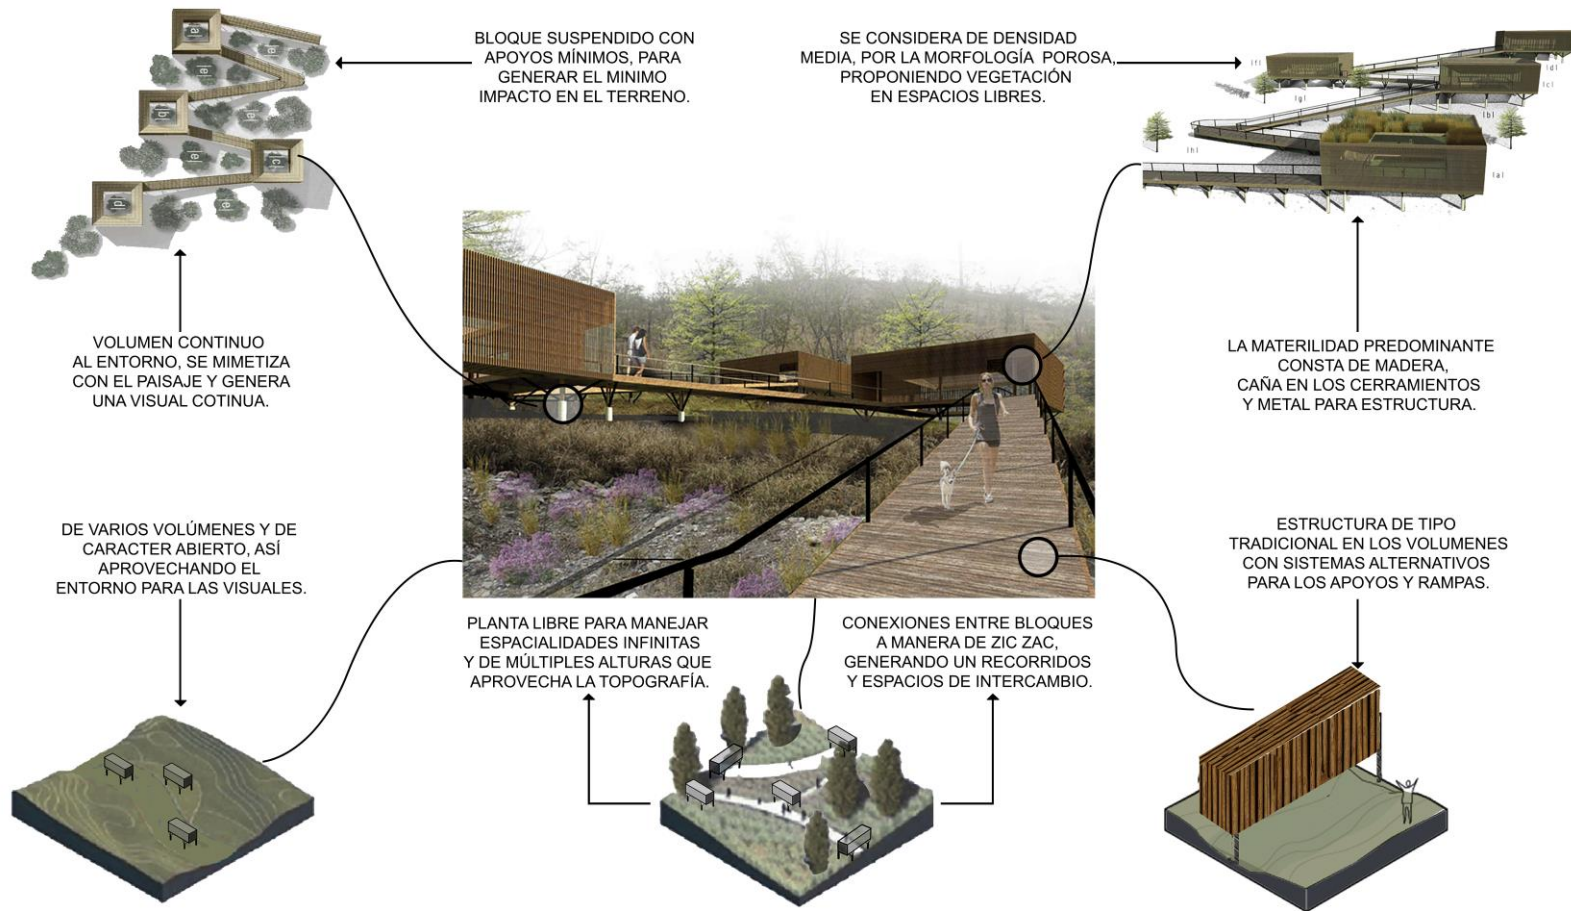 BLOQUE SUSPENDIDO CON
APOYOS MÍNIMOS, PARA
GENERAR EL MINIMO
IMPACTO EN EL TERRENO.
SE CONSIDERA DE DENSIDAD
MEDIA, POR LA MORFOLOGÍA POROSA,
PROPONIENDO VEGETACIÓN
EN ESPACIOS LIBRES.
|a|
|e|
|e|
|b|
|e|
|e|
|c|
|d|
|e|
|f|
|d|
|c|
|g|
|b|
|h|
|a|
VOLUMEN CONTINUO
AL ENTORNO, SE MIMETIZA
CON EL PAISAJE Y GENERA
UNA VISUAL COTINUA.
LA MATERILIDAD PREDOMINANTE
CONSTA DE MADERA,
CAÑA EN LOS CERRAMIENTOS
Y METAL PARA ESTRUCTURA.
DE VARIOS VOLÚMENES Y DE
CARACTER ABIERTO, ASÍ
APROVECHANDO EL
ENTORNO PARA LAS VISUALES.
ESTRUCTURA DE TIPO
TRADICIONAL EN LOS VOLUMENES
CON SISTEMAS ALTERNATIVOS
PARA LOS APOYOS Y RAMPAS.
PLANTA LIBRE PARA MANEJAR
ESPACIALIDADES INFINITAS
Y DE MÚLTIPLES ALTURAS QUE
APROVECHA LA TOPOGRAFÍA.
CONEXIONES ENTRE BLOQUES
A MANERA DE ZIC ZAC,
GENERANDO UN RECORRIDOS
Y ESPACIOS DE INTERCAMBIO.